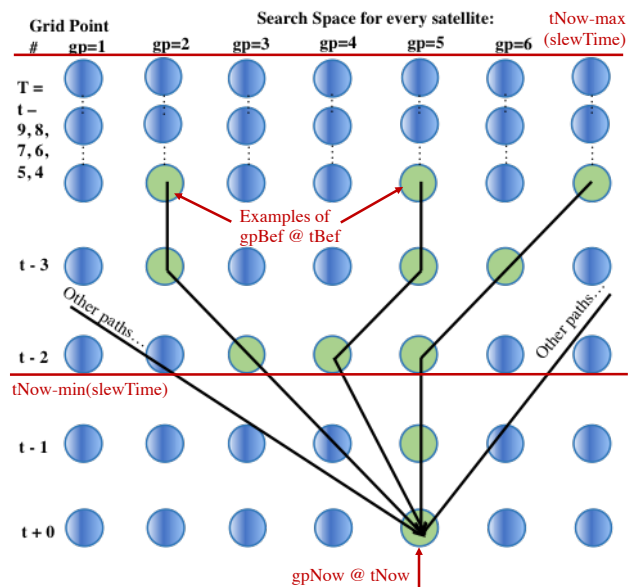 Grid Point
#
Search Space for every satellite:
gp=1 gp=2 gp=3 gp=4 gp=5 gp=6
tNow-max
(slewTime)
T =
t –
9, 8,
7, 6,
5, 4
Examples of
gpBef @ tBef
t - 3
Other paths…
Other paths…
t - 2
tNow-min(slewTime)
t - 1
t + 0
gpNow @ tNow